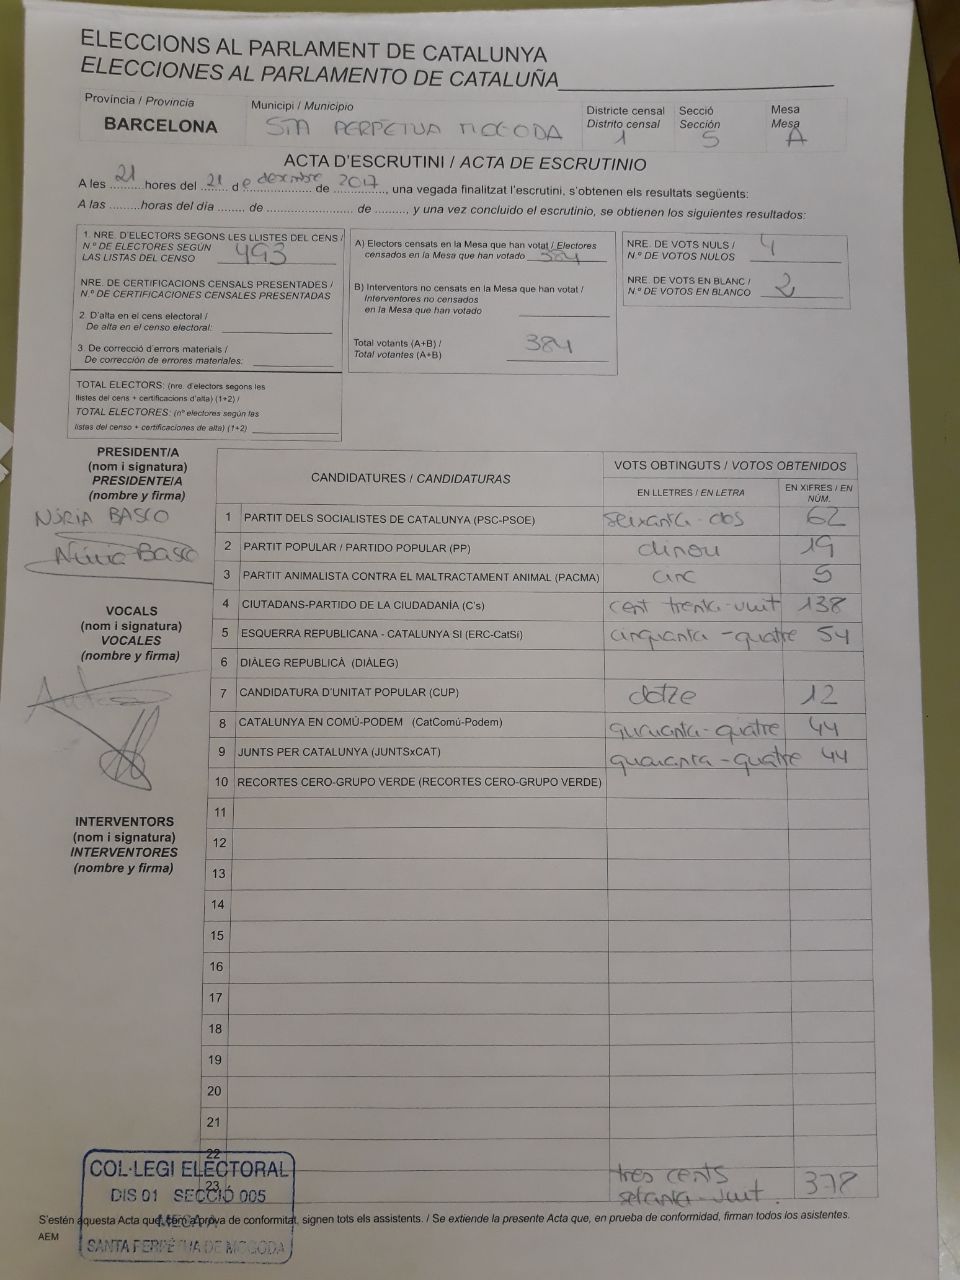 ELECCIONS AL PARLAMENT DE CATALUNYA
ELECCIONES AL PARLAMENTO DE CATALUÑA
Província / Provincia
BARCELONA
Municipi / Municipio
STA PERPETUA MOGODA
Districte censal
Distrito censal
1
Secció
Sección
5
Mesa
Mesa
A
ACTA D'ESCRUTINI / ACTA DE ESCRUTINIO
A les 21 hores del 21 de desembre de 2017, una vegada finalitzat l'escrutini, s'obtenen els resultats següents:
A las .........horas del día ........ de ......................... de ........., y una vez concluido el escrutinio, se obtienen los siguientes resultados:
1. NRE. D'ELECTORS SEGONS LES LLISTES DEL CENS /
N.º DE ELECTORES SEGÚN
LAS LISTAS DEL CENSO 493
NRE. DE CERTIFICACIONS CENSALS PRESENTADES /
N.º DE CERTIFICACIONES CENSALES PRESENTADAS
2. D'alta en el cens electoral /
De alta en el censo electoral:
3. De correcció d'errors materials /
De corrección de errores materiales:
TOTAL ELECTORS: (nre. d'electors segons les
llistes del cens + certificacions d'alta) (1+2) /
TOTAL ELECTORES: (nº electores según las
listas del censo + certificaciones de alta) (1+2)
A) Electors censats en la Mesa que han votat / Electores
censados en la Mesa que han votado 384
B) Interventors no censats en la Mesa que han votat /
Interventores no censados
en la Mesa que han votado
Total votants (A+B) /
Total votantes (A+B) 384
NRE. DE VOTS NULS /
N.º DE VOTOS NULOS 4
NRE. DE VOTS EN BLANC /
N.º DE VOTOS EN BLANCO 2
PRESIDENT/A
(nom i signatura)
PRESIDENTE/A
(nombre y firma)
NÚRIA BASCO
Núria Basco
VOCALS
(nom i signatura)
VOCALES
(nombre y firma)
INTERVENTORS
(nom i signatura)
INTERVENTORES
(nombre y firma)
CANDIDATURES / CANDIDATURAS
VOTS OBTINGUTS / VOTOS OBTENIDOS
EN LLETRES / EN LETRA
EN XIFRES / EN NÚM.
1 PARTIT DELS SOCIALISTES DE CATALUNYA (PSC-PSOE) seixanta-dos 62
2 PARTIT POPULAR / PARTIDO POPULAR (PP) dinou 19
3 PARTIT ANIMALISTA CONTRA EL MALTRACTAMENT ANIMAL (PACMA) cinc 5
4 CIUTADANS-PARTIDO DE LA CIUDADANÍA (C's) cent trenta-vuit 138
5 ESQUERRA REPUBLICANA - CATALUNYA SI (ERC-CatSí) cinquanta-quatre 54
6 DIÀLEG REPUBLICÀ (DIÀLEG)
7 CANDIDATURA D'UNITAT POPULAR (CUP) dotze 12
8 CATALUNYA EN COMÚ-PODEM (CatComú-Podem) quaranta-quatre 44
9 JUNTS PER CATALUNYA (JUNTSxCAT) quaranta-quatre 44
10 RECORTES CERO-GRUPO VERDE (RECORTES CERO-GRUPO VERDE)
11
12
13
14
15
16
17
18
19
20
21
22
23
tres cents
setanta-vuit. 378
COL·LEGI ELECTORAL
DIS 01 SECCIÓ 005
MESA A
SANTA PERPÈTUA DE MOGODA
S'estén aquesta Acta que, com a prova de conformitat, signen tots els assistents. / Se extiende la presente Acta que, en prueba de conformidad, firman todos los asistentes.
AEM